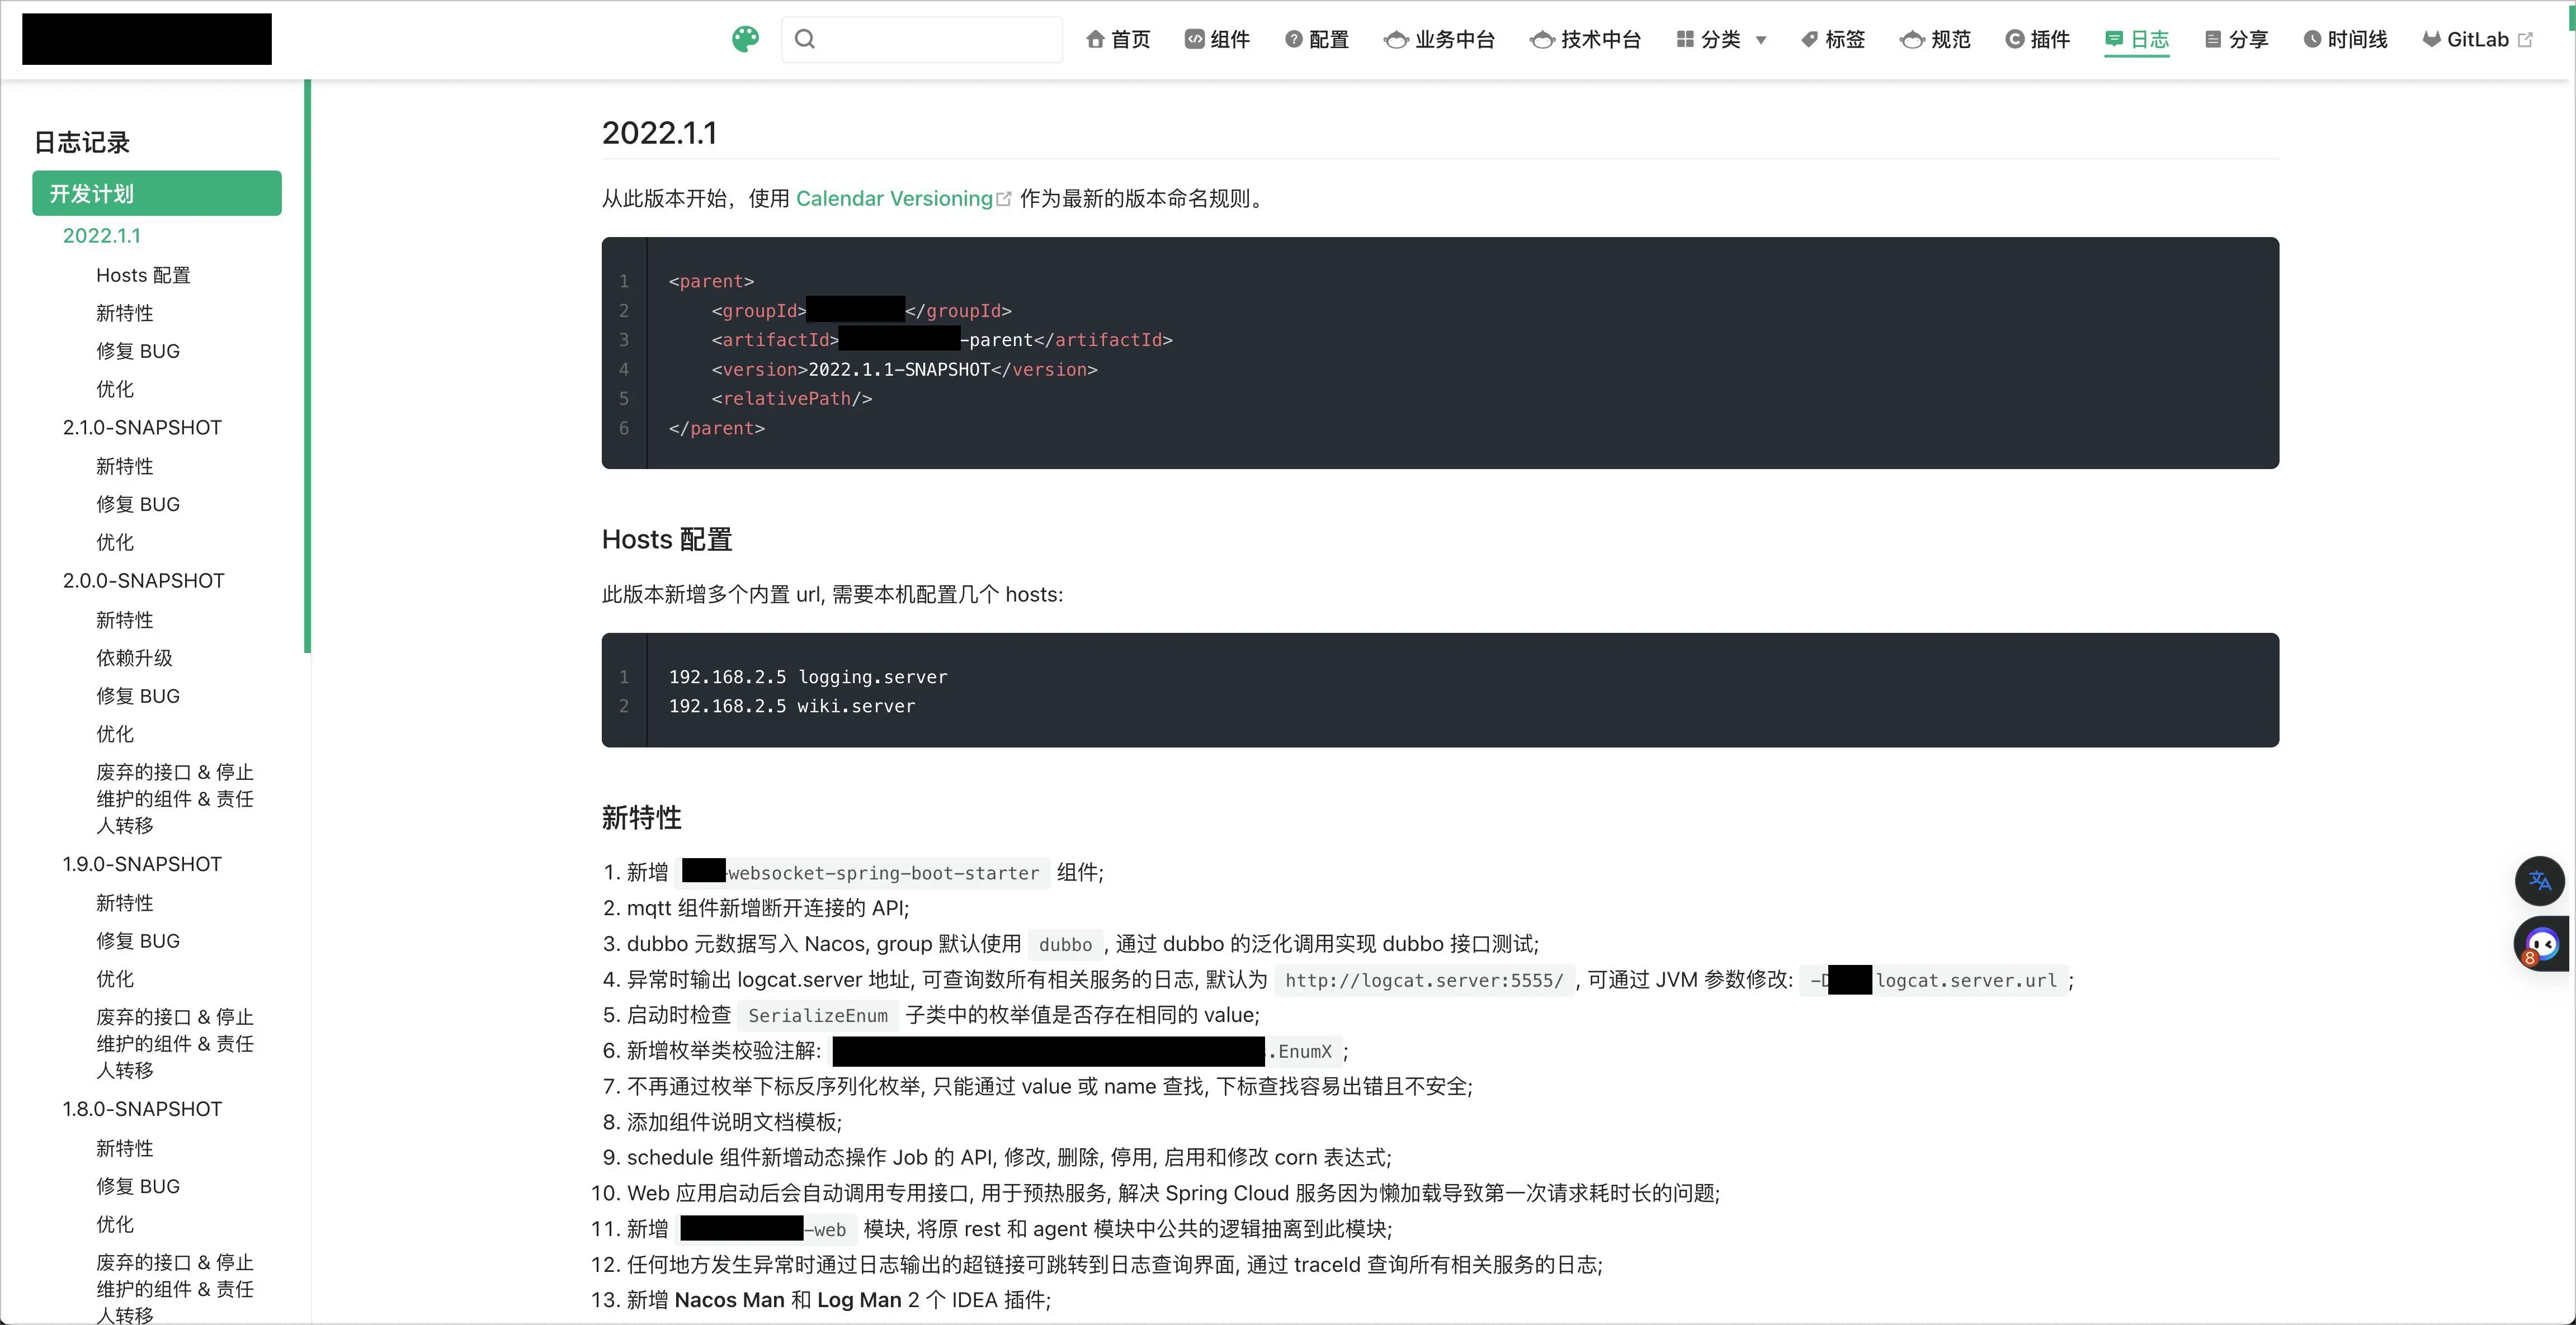 首页 组件 配置 业务中台 技术中台 分类 标签 规范 插件 日志 分享 时间线 GitLab
日志记录
开发计划
2022.1.1
Hosts 配置
新特性
修复 BUG
优化
2.1.0-SNAPSHOT
新特性
修复 BUG
优化
2.0.0-SNAPSHOT
新特性
依赖升级
修复 BUG
优化
废弃的接口 & 停止
维护的组件 & 责任
人转移
1.9.0-SNAPSHOT
新特性
修复 BUG
优化
废弃的接口 & 停止
维护的组件 & 责任
人转移
1.8.0-SNAPSHOT
新特性
修复 BUG
优化
废弃的接口 & 停止
维护的组件 & 责任
人转移
2022.1.1
从此版本开始，使用 Calendar Versioning 作为最新的版本命名规则。
1 <parent>
2 <groupId></groupId>
3 <artifactId>-parent</artifactId>
4 <version>2022.1.1-SNAPSHOT</version>
5 <relativePath/>
6 </parent>
Hosts 配置
此版本新增多个内置 url, 需要本机配置几个 hosts:
1 192.168.2.5 logging.server
2 192.168.2.5 wiki.server
新特性
1. 新增 -websocket-spring-boot-starter 组件;
2. mqtt 组件新增断开连接的 API;
3. dubbo 元数据写入 Nacos, group 默认使用 dubbo , 通过 dubbo 的泛化调用实现 dubbo 接口测试;
4. 异常时输出 logcat.server 地址, 可查询数所有相关服务的日志, 默认为 http://logcat.server:5555/ , 可通过 JVM 参数修改: -D logcat.server.url ;
5. 启动时检查 SerializeEnum 子类中的枚举值是否存在相同的 value;
6. 新增枚举类校验注解: .EnumX ;
7. 不再通过枚举下标反序列化枚举, 只能通过 value 或 name 查找, 下标查找容易出错且不安全;
8. 添加组件说明文档模板;
9. schedule 组件新增动态操作 Job 的 API, 修改, 删除, 停用, 启用和修改 corn 表达式;
10. Web 应用启动后会自动调用专用接口, 用于预热服务, 解决 Spring Cloud 服务因为懒加载导致第一次请求耗时长的问题;
11. 新增 -web 模块, 将原 rest 和 agent 模块中公共的逻辑抽离到此模块;
12. 任何地方发生异常时通过日志输出的超链接可跳转到日志查询界面, 通过 traceId 查询所有相关服务的日志;
13. 新增 Nacos Man 和 Log Man 2 个 IDEA 插件;
8